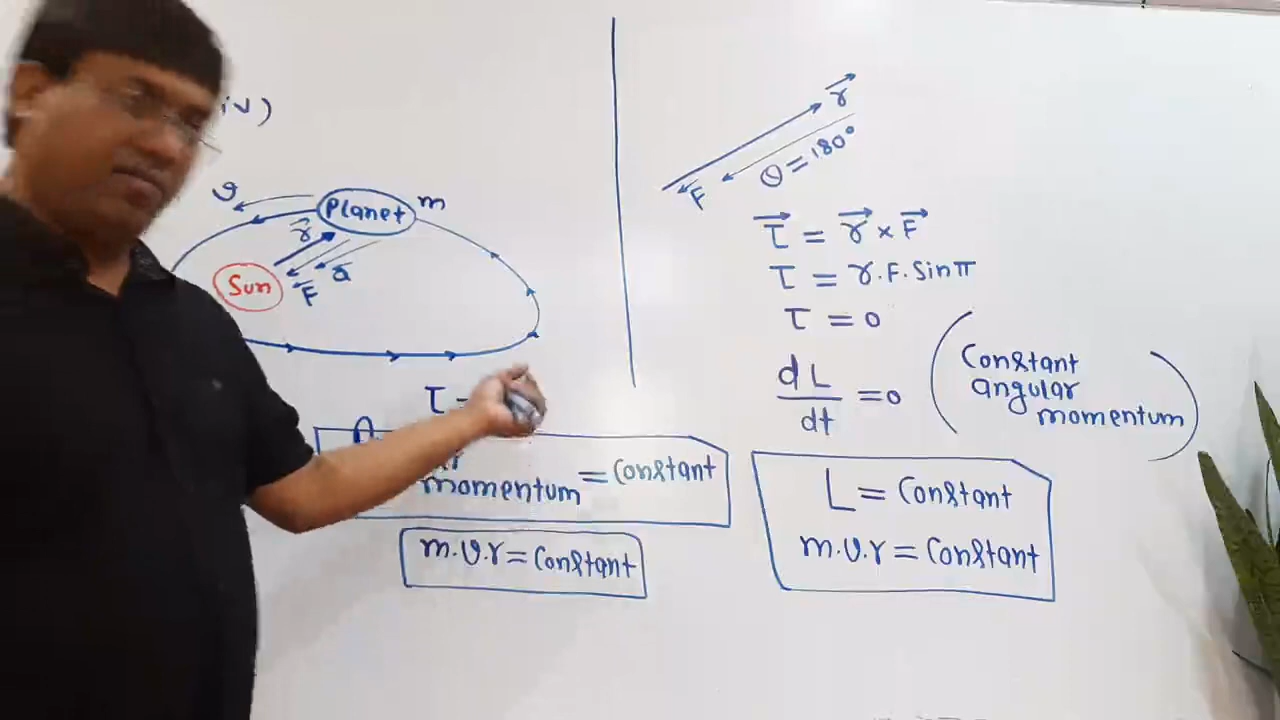 iv)
v
Planet m
r⃗
Sun
F⃗ a⃗
τ
momentum = Constant
m.v.r = Constant
r⃗
F⃗ θ = 180°
τ⃗ = r⃗ × F⃗
τ = r.F.Sinπ
τ = 0
dL/dt = 0 (Constant angular momentum)
L = Constant
m.v.r = Constant